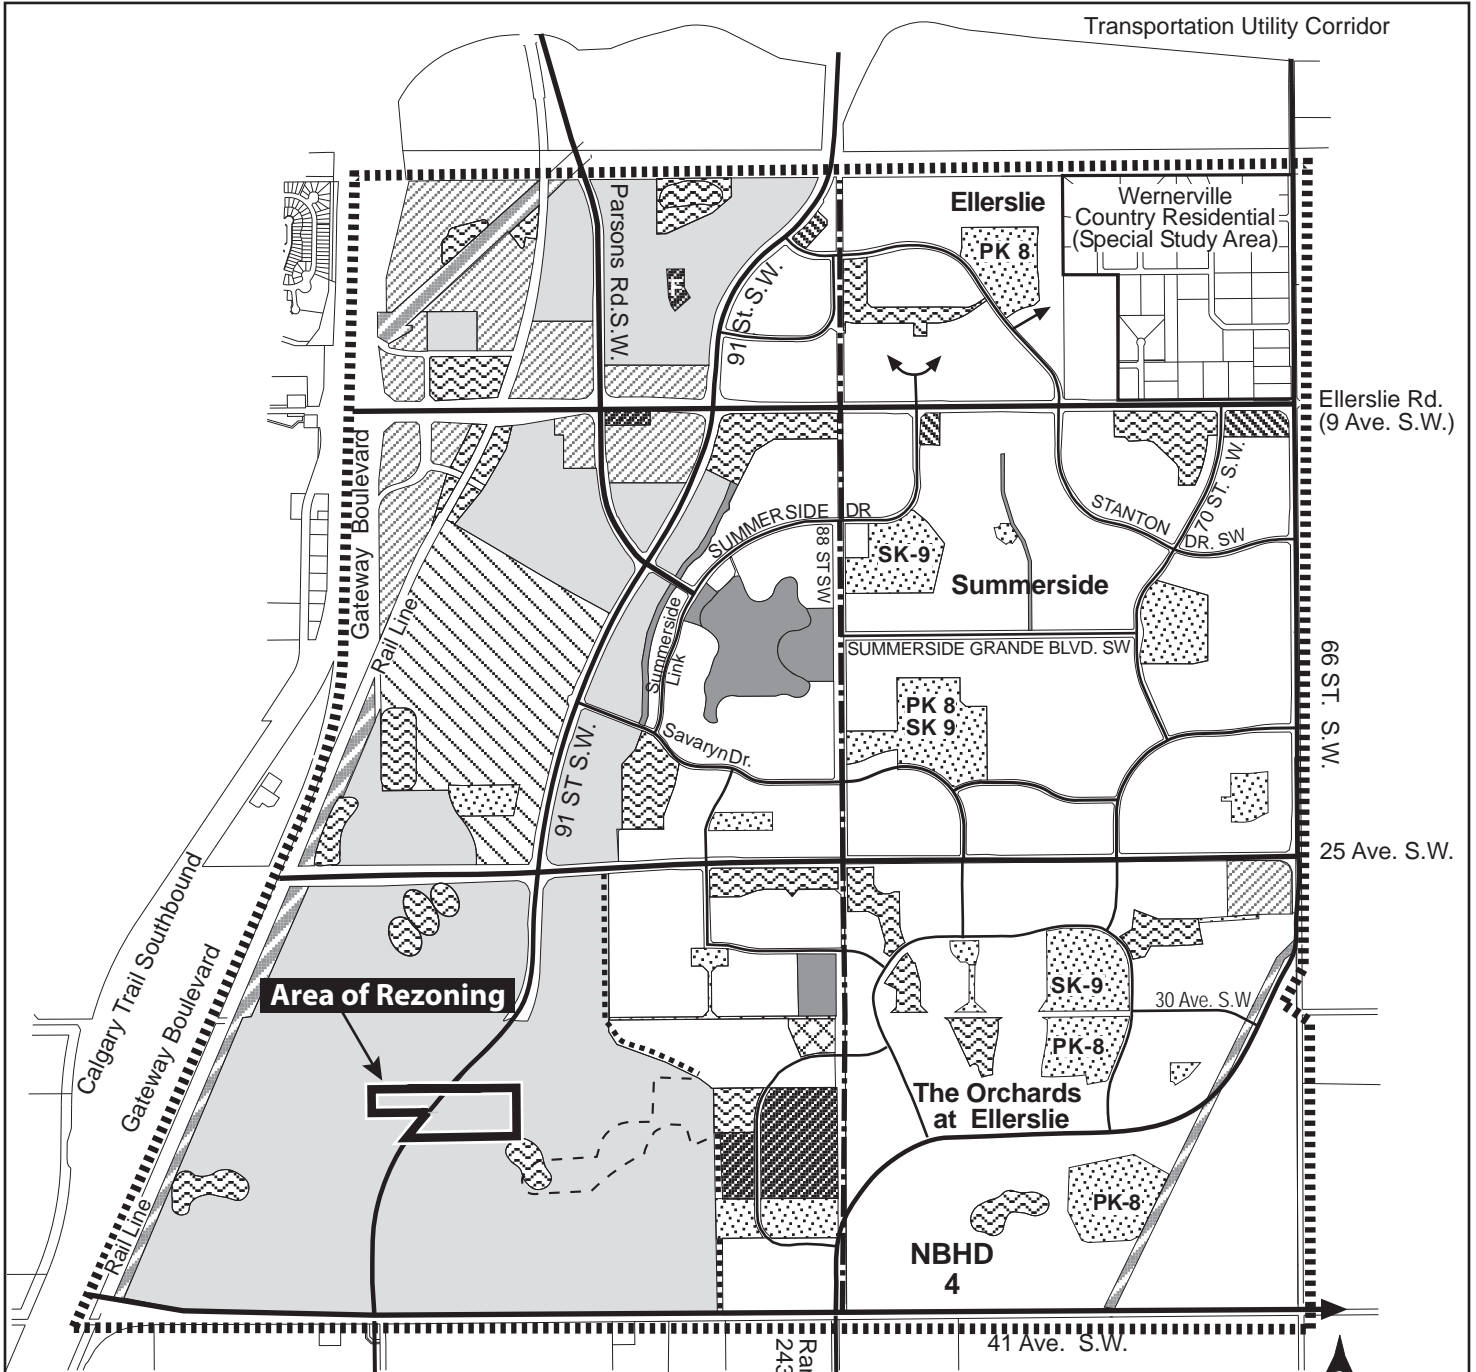 Transportation Utility Corridor
Ellerslie
Wernerville
Country Residential
(Special Study Area)
PK 8
Parsons Rd.S.W.
91 St. S.W.
Ellerslie Rd.
(9 Ave. S.W.)
Gateway Boulevard
Rail Line
SUMMERSIDE DR
88 ST SW
SK-9
STANTON
DR. SW
70 ST. S.W.
Summerside
Summerside
Link
SUMMERSIDE GRANDE BLVD. SW
66 ST. S.W.
PK 8
SK 9
Savaryn Dr.
91 ST S.W.
25 Ave. S.W.
Calgary Trail Southbound
Gateway Boulevard
Area of Rezoning
SK-9
30 Ave. S.W.
PK-8
The Orchards
at Ellerslie
PK-8
Rail Line
NBHD
4
41 Ave. S.W.